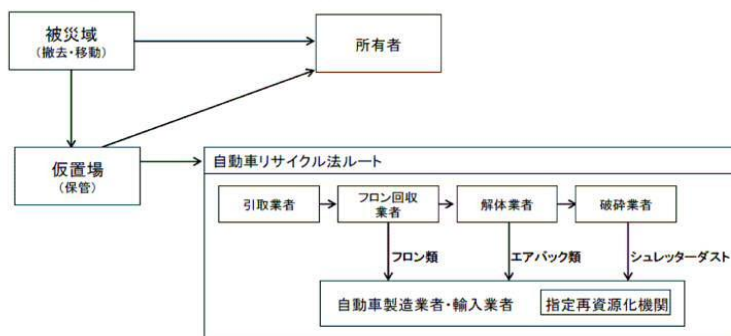 被災域
(撤去・移動)
所有者
仮置場
(保管)
自動車リサイクル法ルート
引取業者
フロン回収
業者
解体業者
破砕業者
フロン類
エアバック類
シュレッターダスト
自動車製造業者・輸入業者
指定再資源化機関